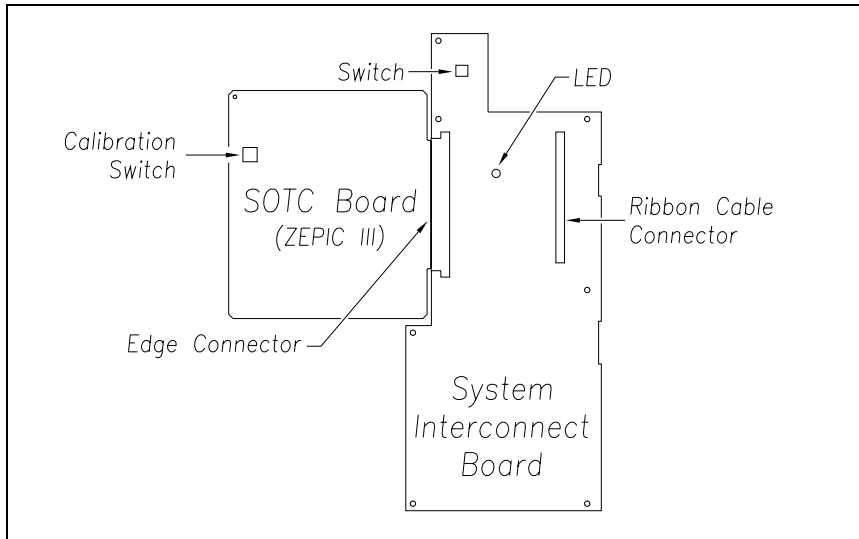 Switch
LED
Calibration
Switch
SOTC Board
(ZEPIC III)
Ribbon Cable
Connector
Edge Connector
System
Interconnect
Board